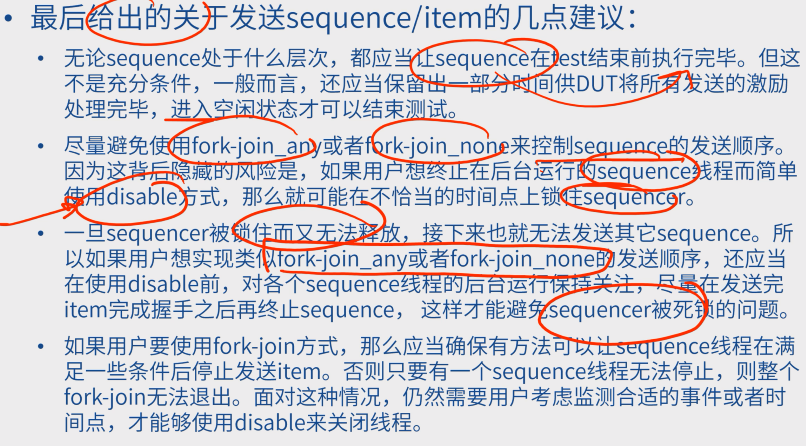 • 最后给出的关于发送sequence/item的几点建议：
• 无论sequence处于什么层次，都应当让sequence在test结束前执行完毕。但这
不是充分条件，一般而言，还应当保留出一部分时间供DUT将所有发送的激励
处理完毕，进入空闲状态才可以结束测试。
• 尽量避免使用fork-join_any或者fork-join_none来控制sequence的发送顺序。
因为这背后隐藏的风险是，如果用户想终止在后台运行的sequence线程而简单
使用disable方式，那么就可能在不恰当的时间点上锁住sequencer。
• 一旦sequencer被锁住而又无法释放，接下来也就无法发送其它sequence。所
以如果用户想实现类似fork-join_any或者fork-join_none的发送顺序，还应当
在使用disable前，对各个sequence线程的后台运行保持关注，尽量在发送完
item完成握手之后再终止sequence， 这样才能避免sequencer被死锁的问题。
• 如果用户要使用fork-join方式，那么应当确保有方法可以让sequence线程在满
足一些条件后停止发送item。否则只要有一个sequence线程无法停止，则整个
fork-join无法退出。面对这种情况，仍然需要用户考虑监测合适的事件或者时
间点，才能够使用disable来关闭线程。